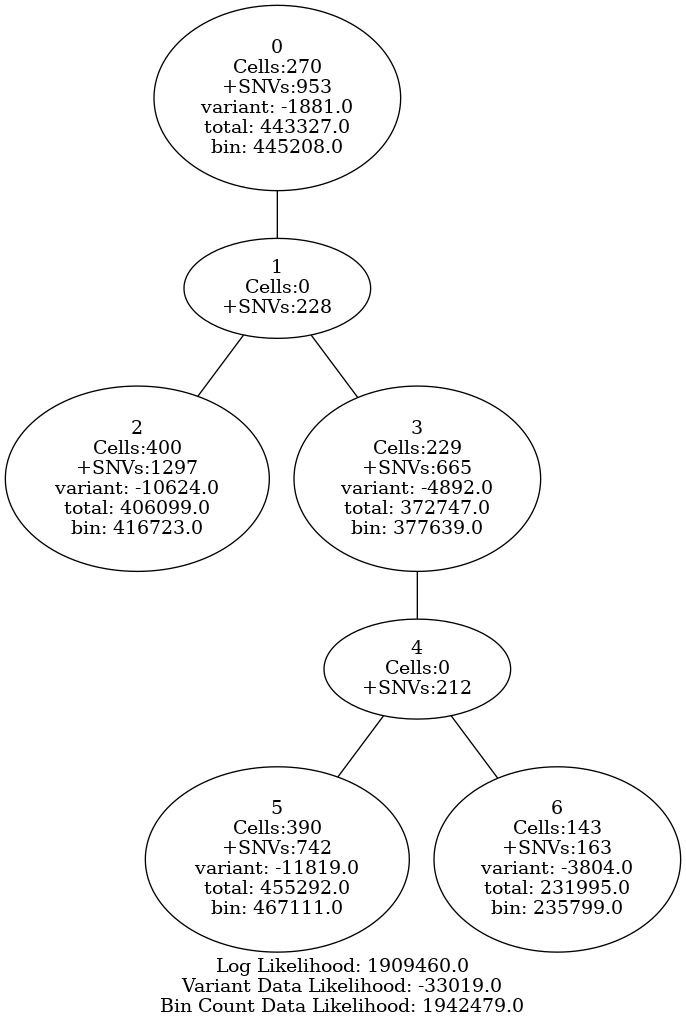 0
Cells:270
+SNVs:953
variant: -1881.0
total: 443327.0
bin: 445208.0
1
Cells:0
+SNVs:228
2
Cells:400
+SNVs:1297
variant: -10624.0
total: 406099.0
bin: 416723.0
3
Cells:229
+SNVs:665
variant: -4892.0
total: 372747.0
bin: 377639.0
4
Cells:0
+SNVs:212
5
Cells:390
+SNVs:742
variant: -11819.0
total: 455292.0
bin: 467111.0
6
Cells:143
+SNVs:163
variant: -3804.0
total: 231995.0
bin: 235799.0
Log Likelihood: 1909460.0
Variant Data Likelihood: -33019.0
Bin Count Data Likelihood: 1942479.0